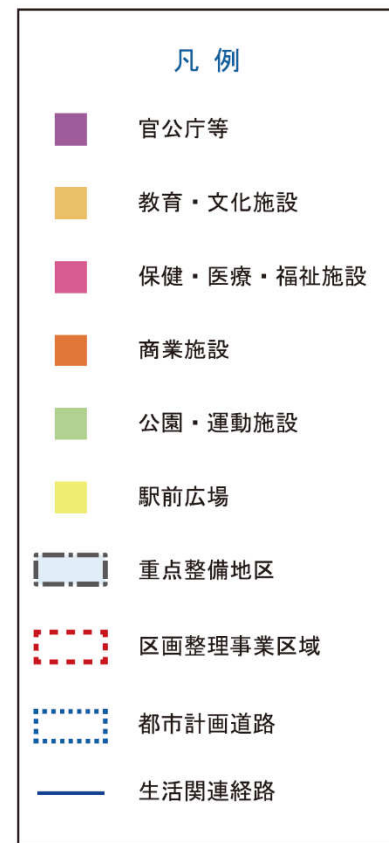 凡例
官公庁等
教育・文化施設
保健・医療・福祉施設
商業施設
公園・運動施設
駅前広場
重点整備地区
区画整理事業区域
都市計画道路
生活関連経路